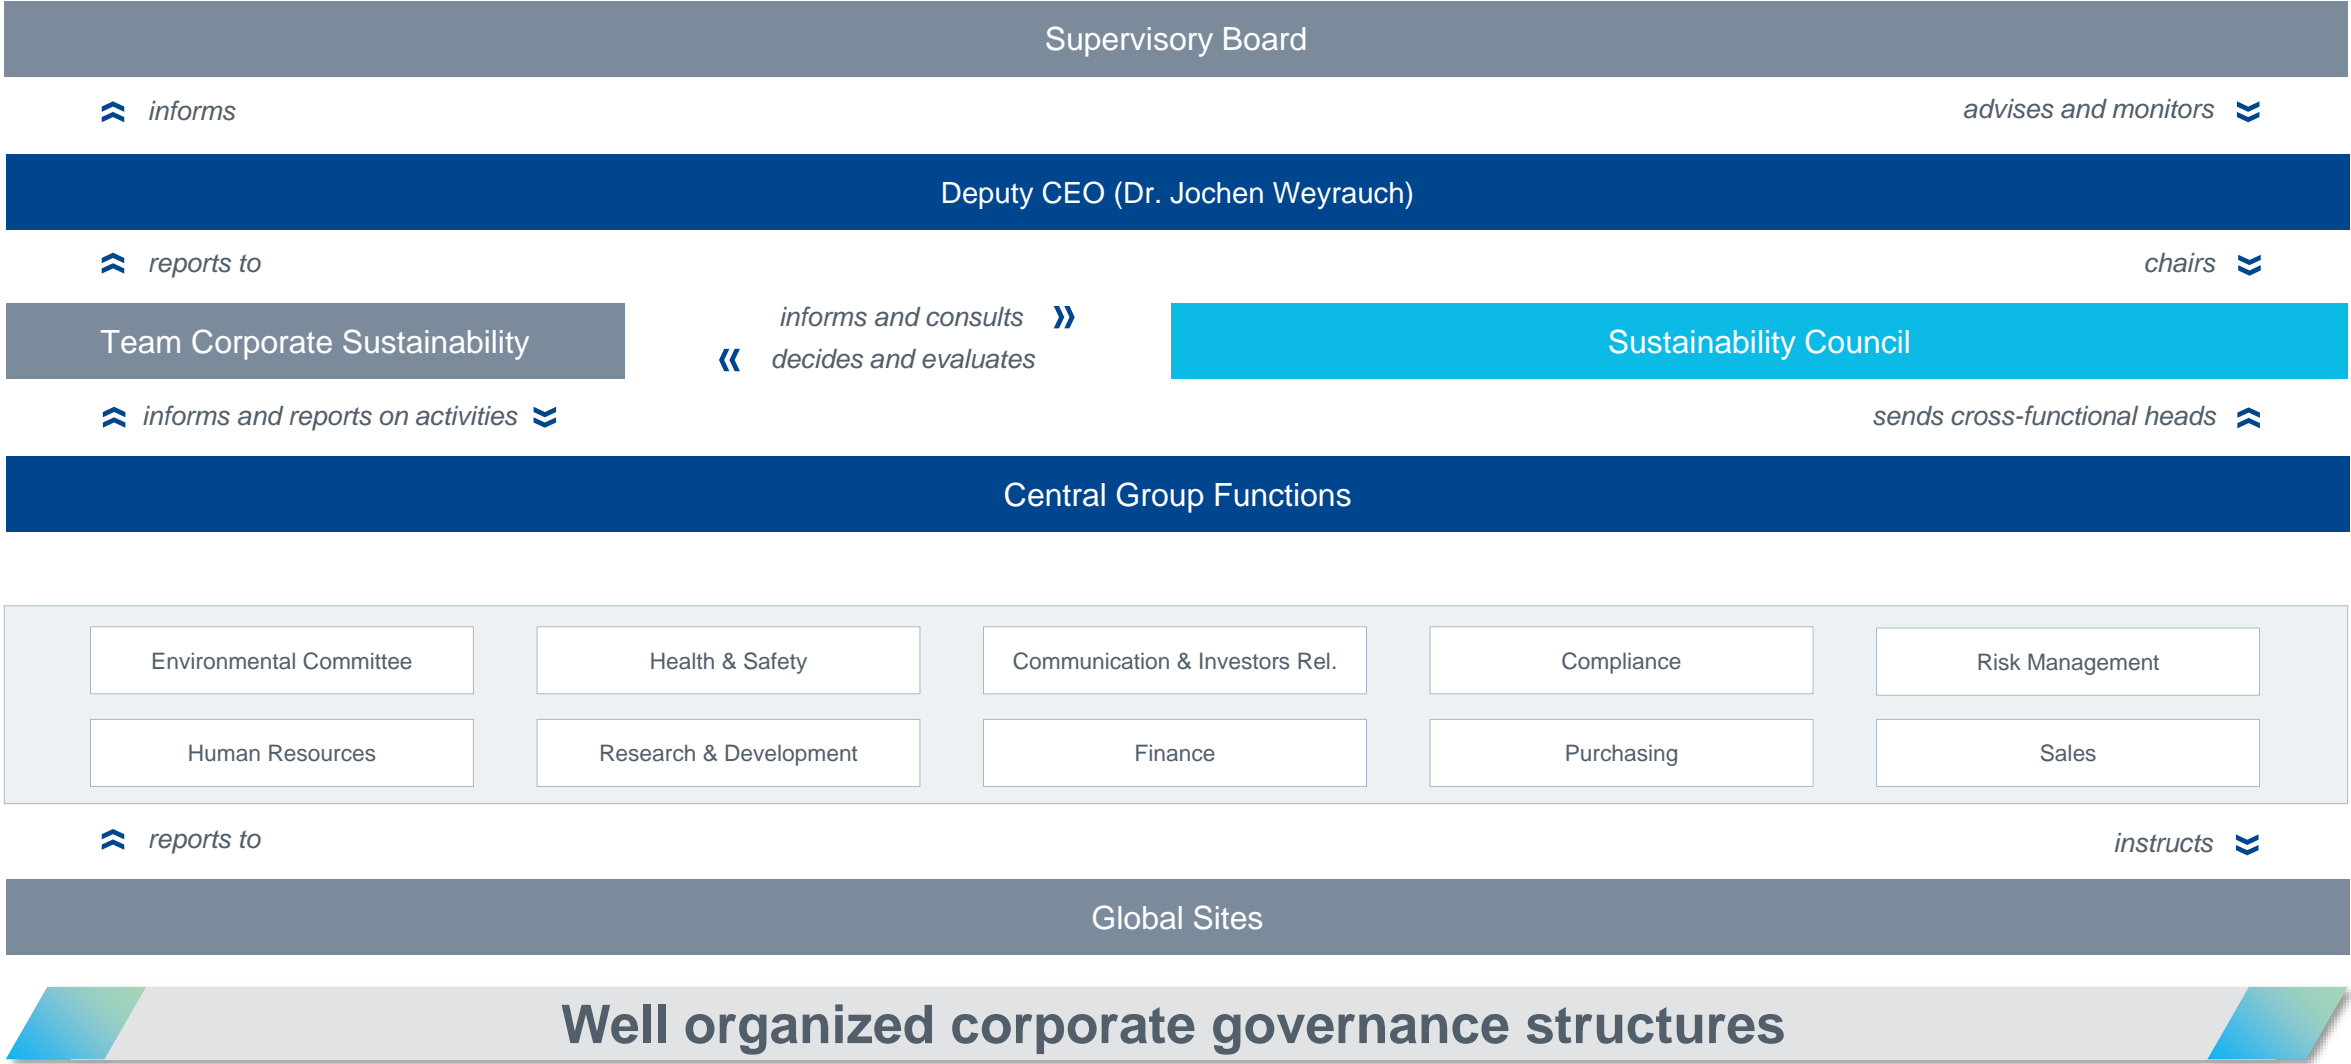 Supervisory Board
informs
advises and monitors
Deputy CEO (Dr. Jochen Weyrauch)
reports to
chairs
Team Corporate Sustainability
informs and consults
decides and evaluates
Sustainability Council
informs and reports on activities
sends cross-functional heads
Central Group Functions
Environmental Committee
Health & Safety
Communication & Investors Rel.
Compliance
Risk Management
Human Resources
Research & Development
Finance
Purchasing
Sales
reports to
instructs
Global Sites
Well organized corporate governance structures